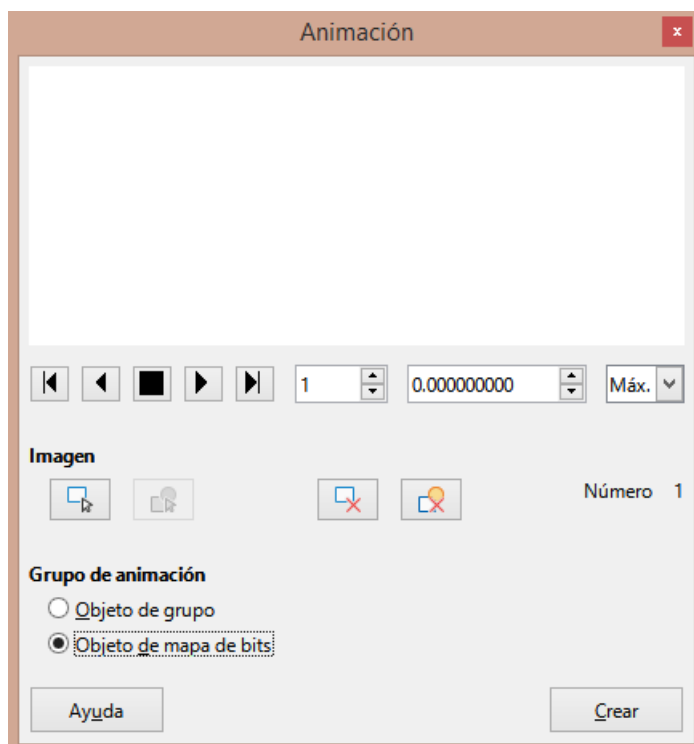 Animación
x
1 0.000000000 Máx.
Imagen
Número 1
Grupo de animación
Objeto de grupo
Objeto de mapa de bits
Ayuda Crear